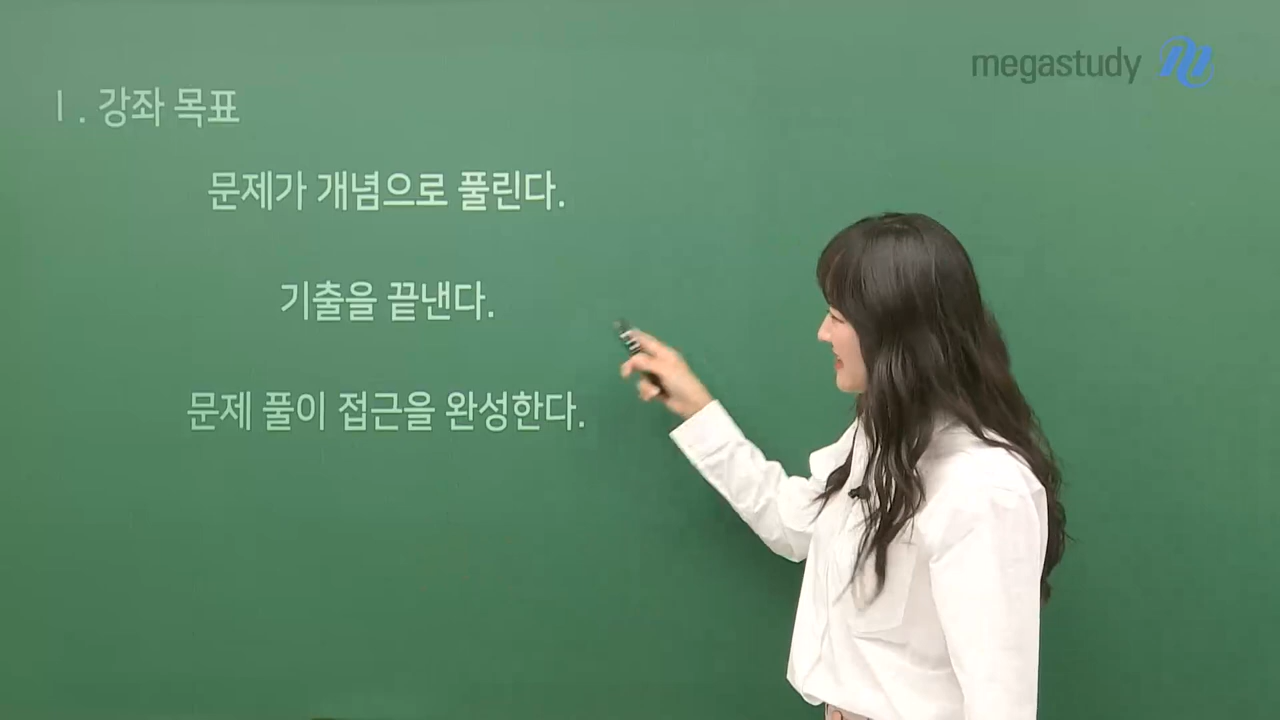 megastudy
Ⅰ. 강좌 목표
문제가 개념으로 풀린다.
기출을 끝낸다.
문제 풀이 접근을 완성한다.